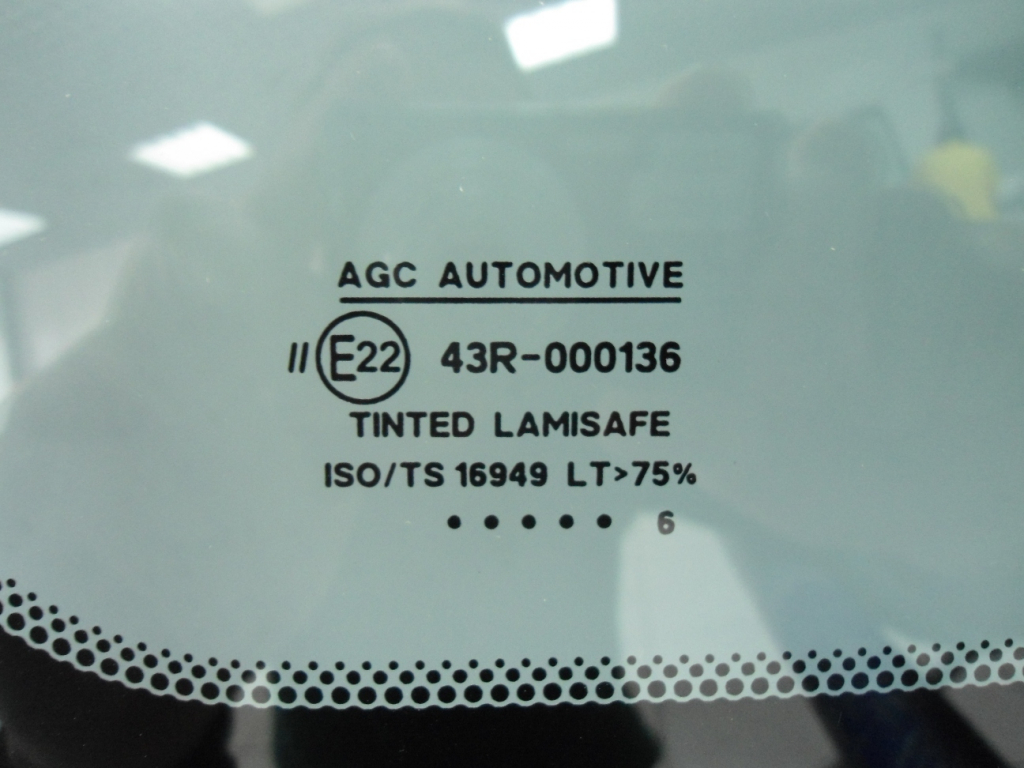 AGC AUTOMOTIVE
II E22 43R-000136
TINTED LAMISAFE
ISO/TS 16949 LT>75%
• • • • • 6